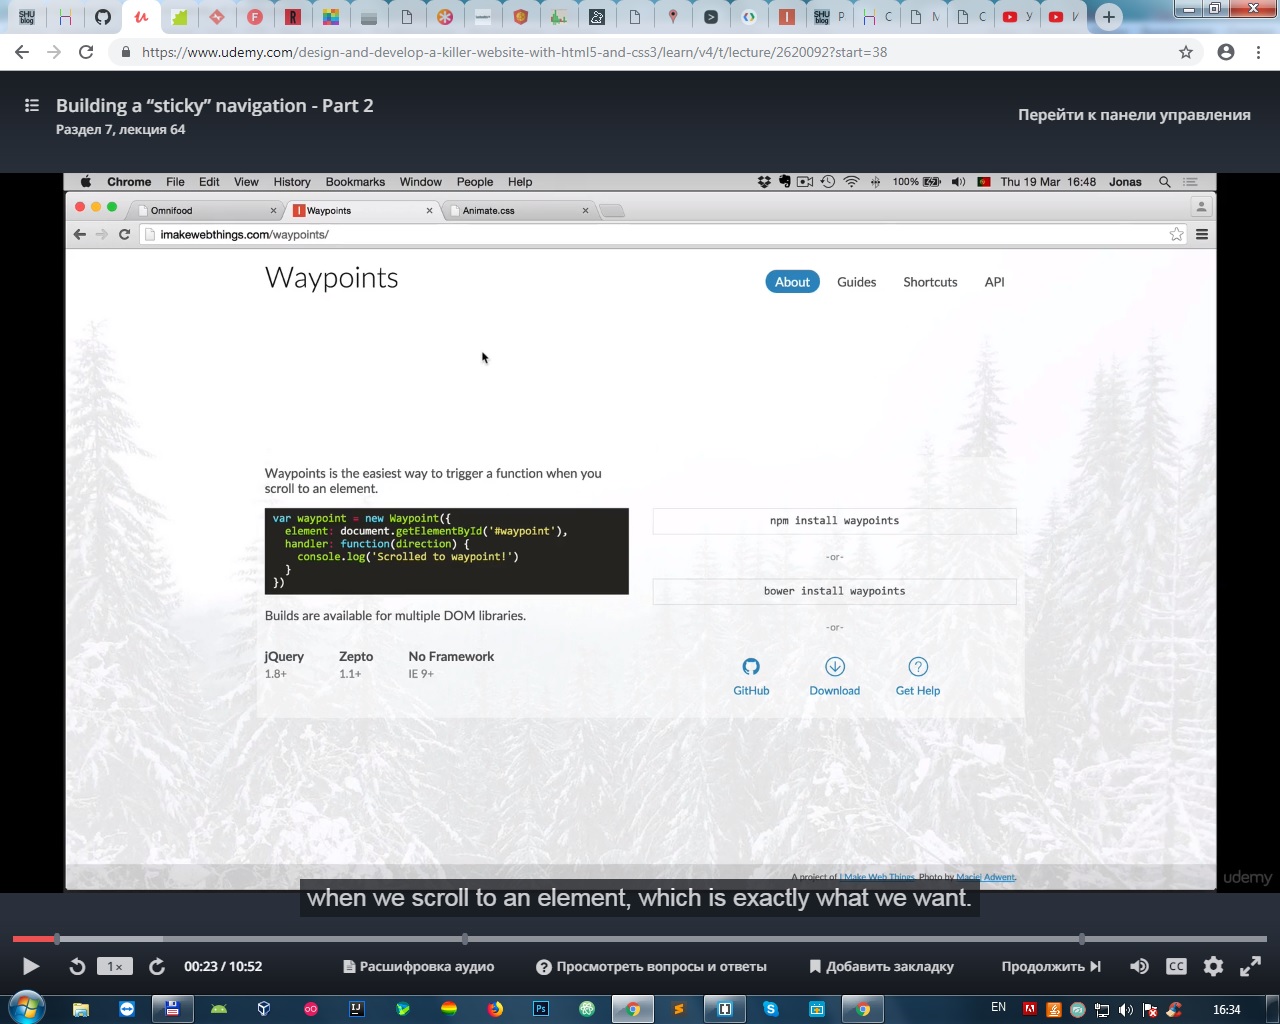 SHU
blog
SHU
blog
P
C
M
C
У
И
https://www.udemy.com/design-and-develop-a-killer-website-with-html5-and-css3/learn/v4/t/lecture/2620092?start=38
Building a “sticky” navigation - Part 2
Раздел 7, лекция 64
Перейти к панели управления
Chrome File Edit View History Bookmarks Window People Help
100% Thu 19 Mar 16:48 Jonas
Omnifood
Waypoints
Animate.css
imakewebthings.com/waypoints/
Waypoints
About Guides Shortcuts API
Waypoints is the easiest way to trigger a function when you
scroll to an element.
var waypoint = new Waypoint({
element: document.getElementById('#waypoint'),
handler: function(direction) {
console.log('Scrolled to waypoint!')
}
})
npm install waypoints
-or-
bower install waypoints
-or-
Builds are available for multiple DOM libraries.
jQuery Zepto No Framework
1.8+ 1.1+ IE 9+
GitHub Download Get Help
A project of I Make Web Things. Photo by Maciej Adwent.
udemy
when we scroll to an element, which is exactly what we want.
1×
00:23 / 10:52
Расшифровка аудио
Просмотреть вопросы и ответы
Добавить закладку
Продолжить
CC
EN
16:34